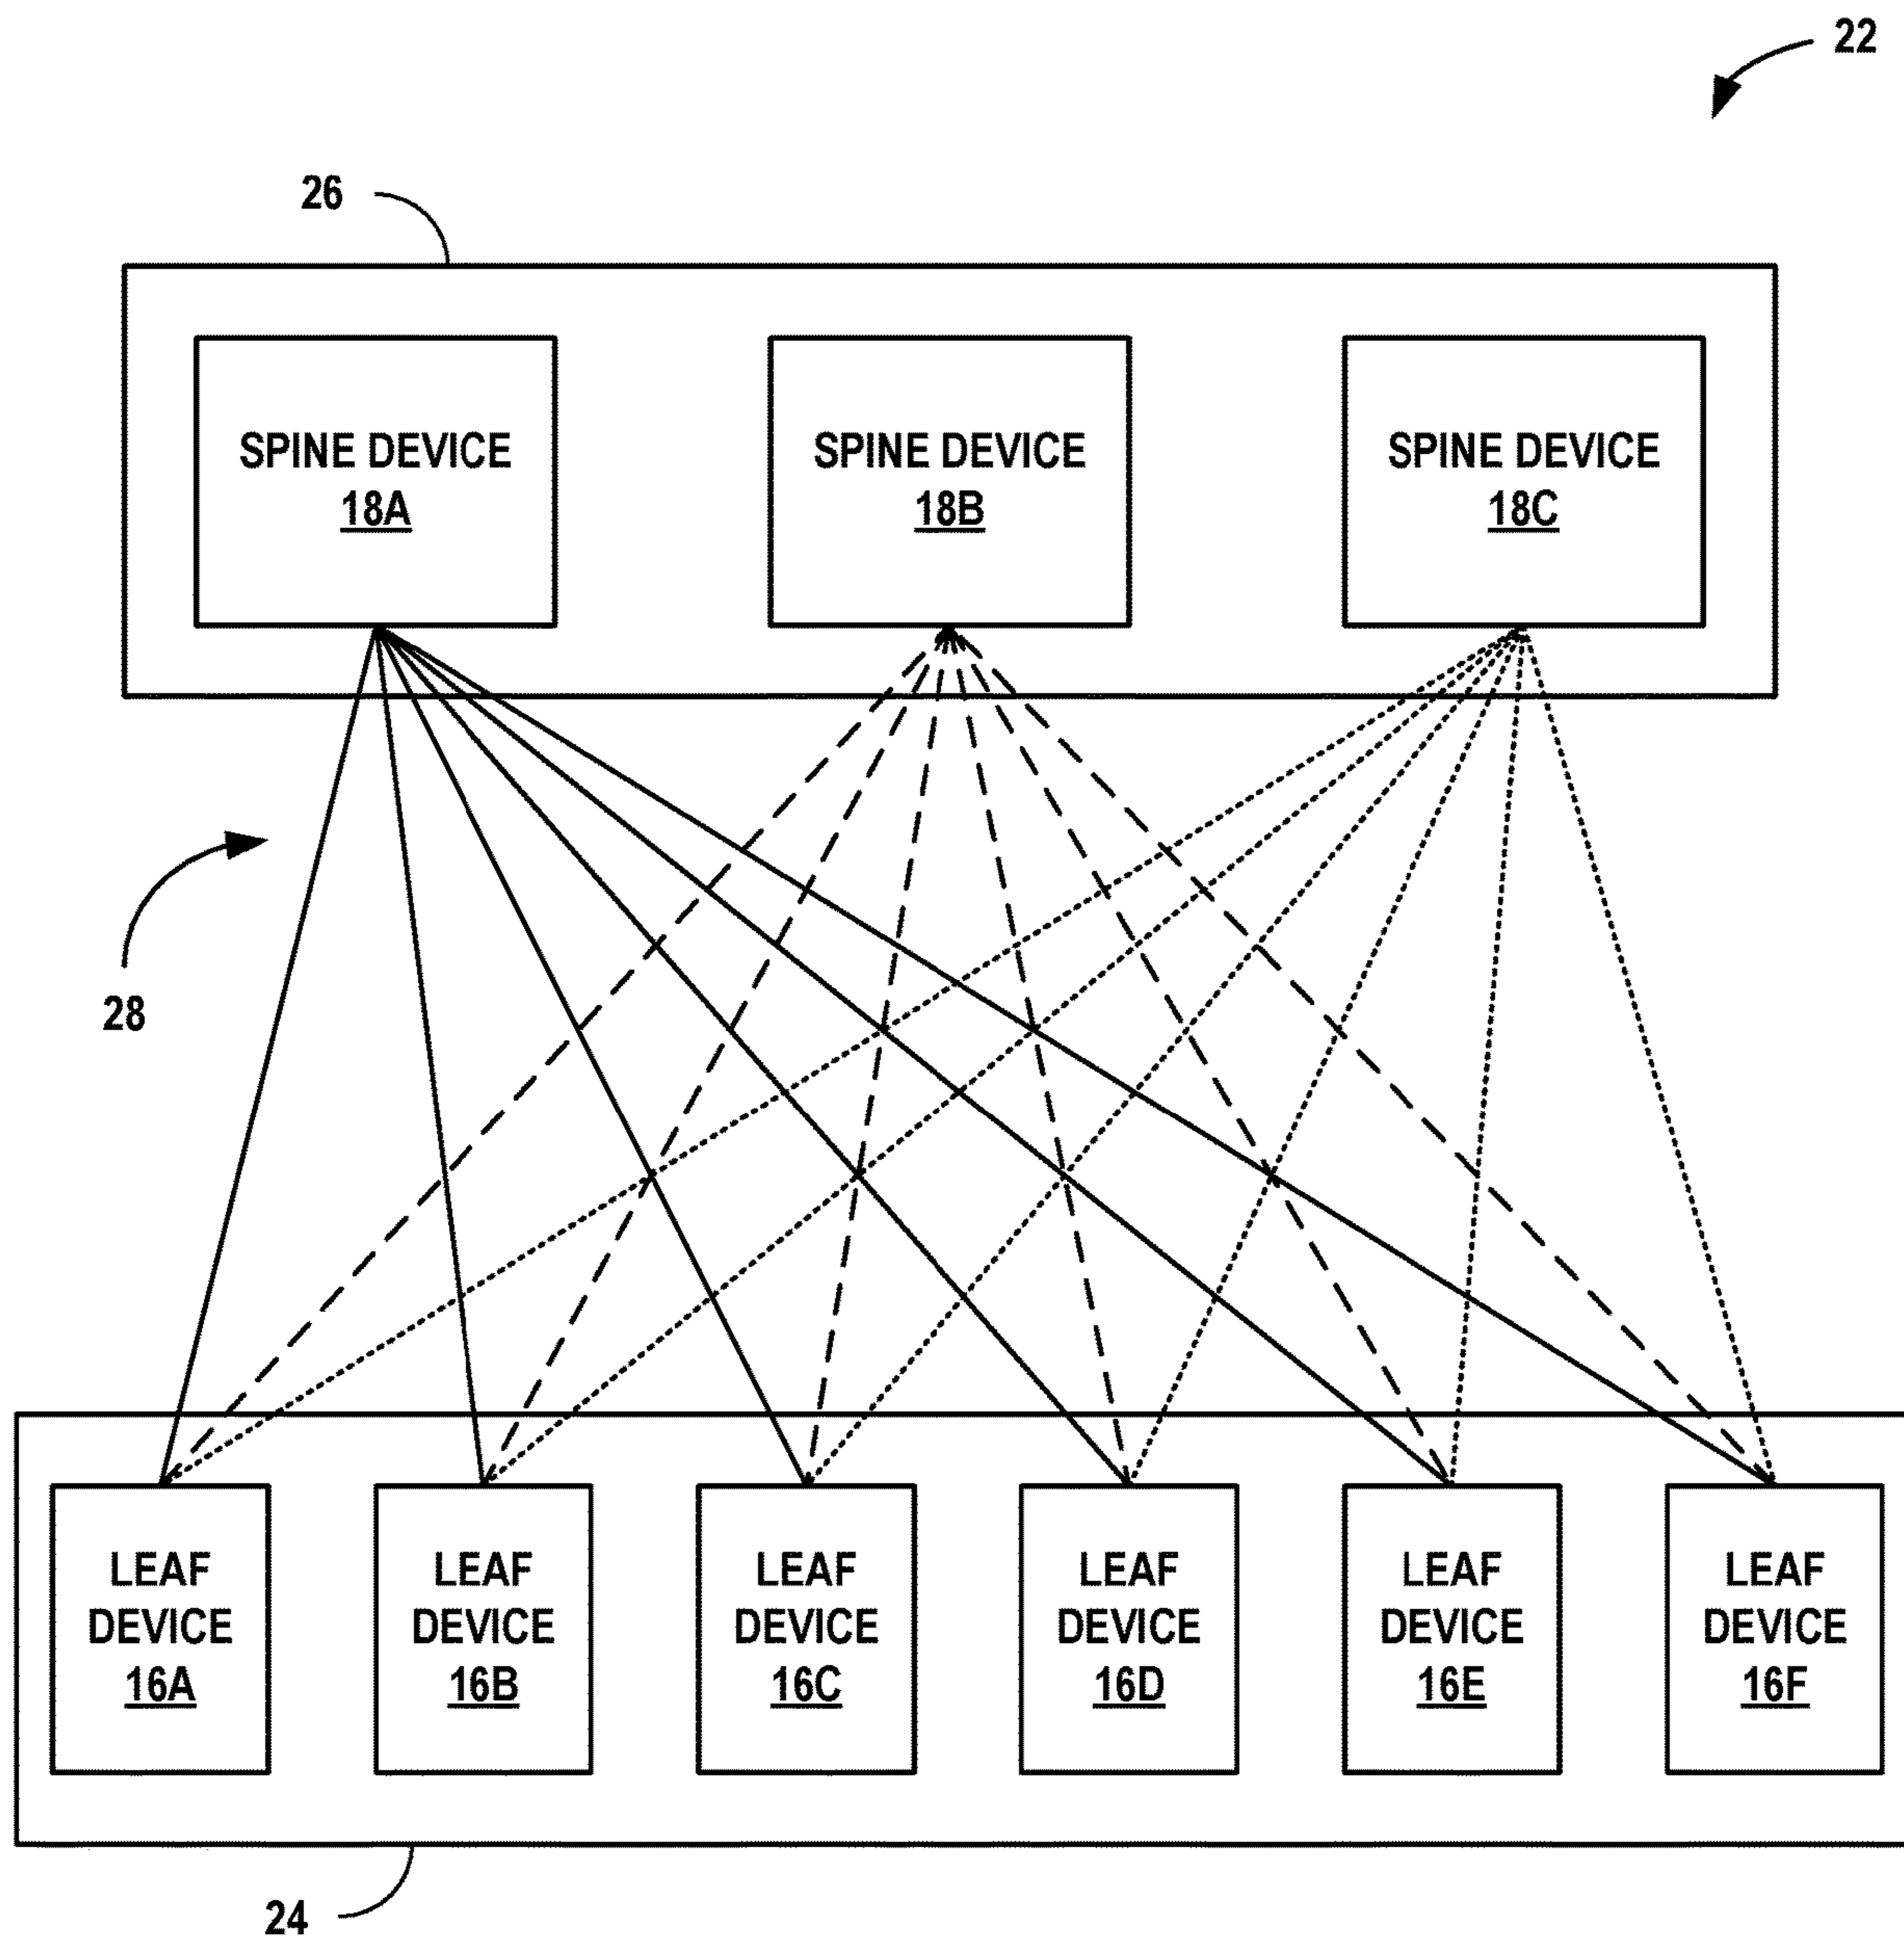 22
26
SPINE DEVICE
18A
SPINE DEVICE
18B
SPINE DEVICE
18C
28
LEAF
DEVICE
16A
LEAF
DEVICE
16B
LEAF
DEVICE
16C
LEAF
DEVICE
16D
LEAF
DEVICE
16E
LEAF
DEVICE
16F
24